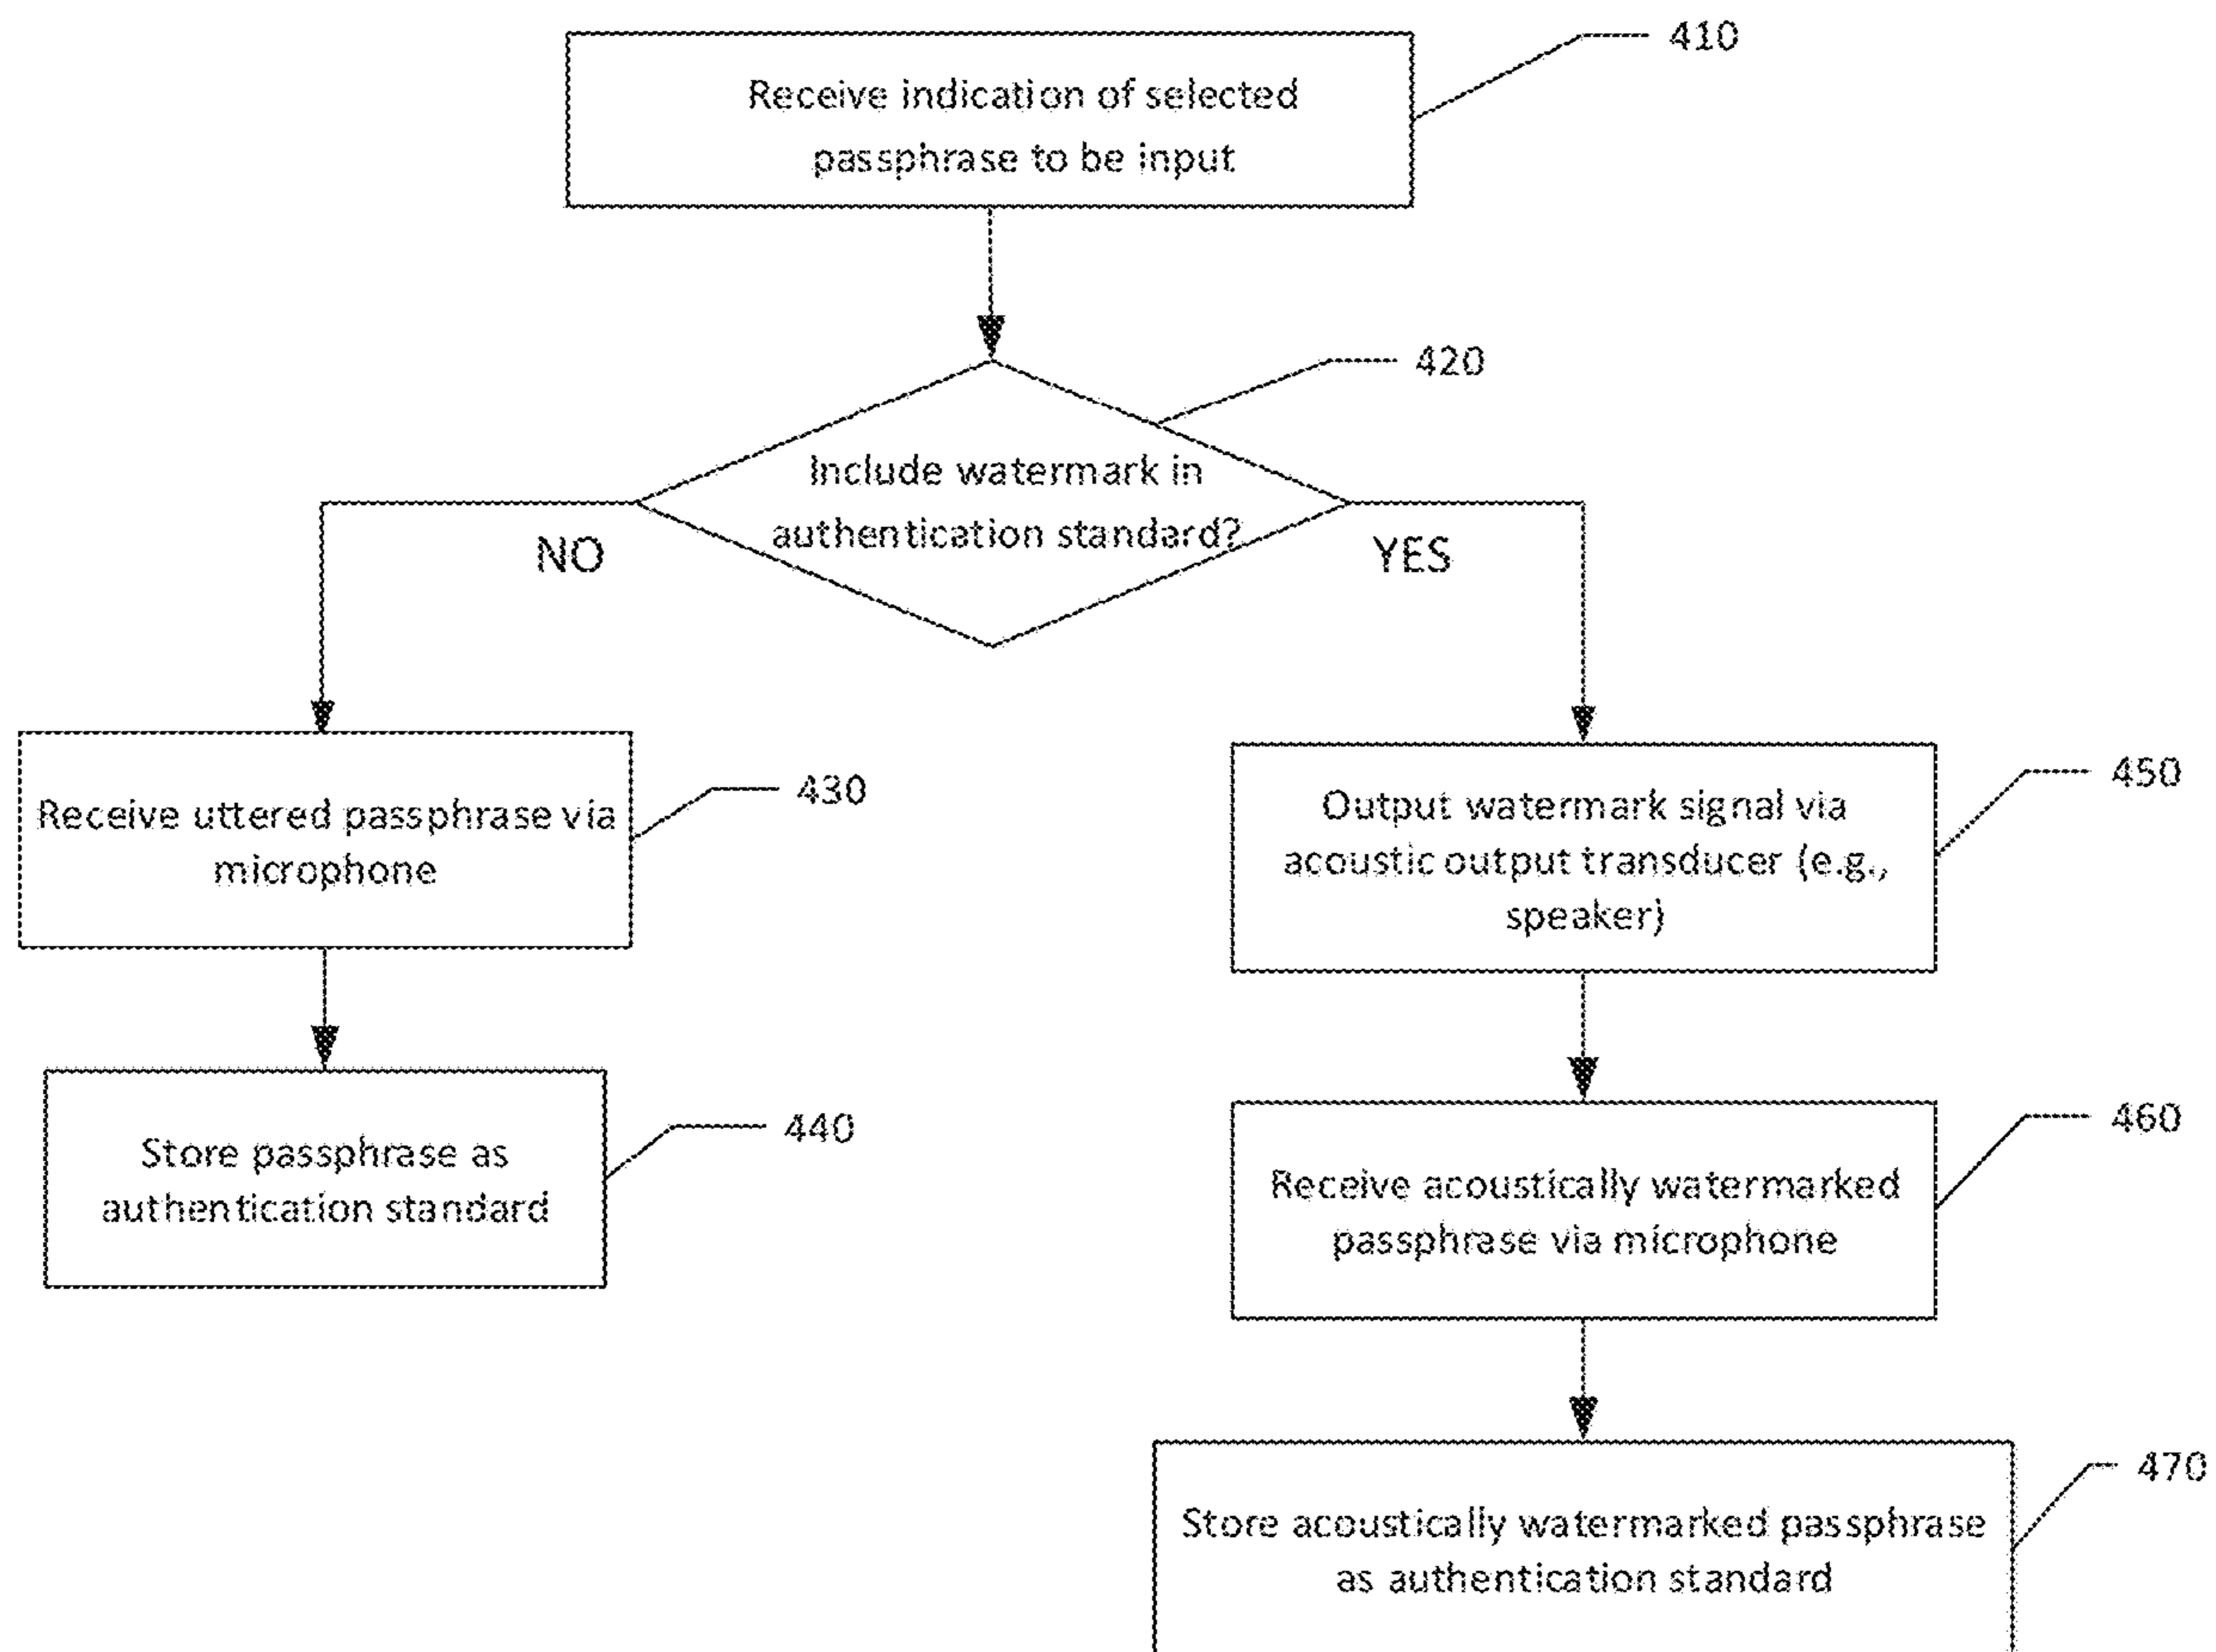 410
Receive indication of selected
passphrase to be input
420
Include watermark in
authentication standard?
NO
YES
430
Receive uttered passphrase via
microphone
450
Output watermark signal via
acoustic output transducer (e.g.,
speaker)
440
Store passphrase as
authentication standard
460
Receive acoustically watermarked
passphrase via microphone
470
Store acoustically watermarked passphrase
as authentication standard